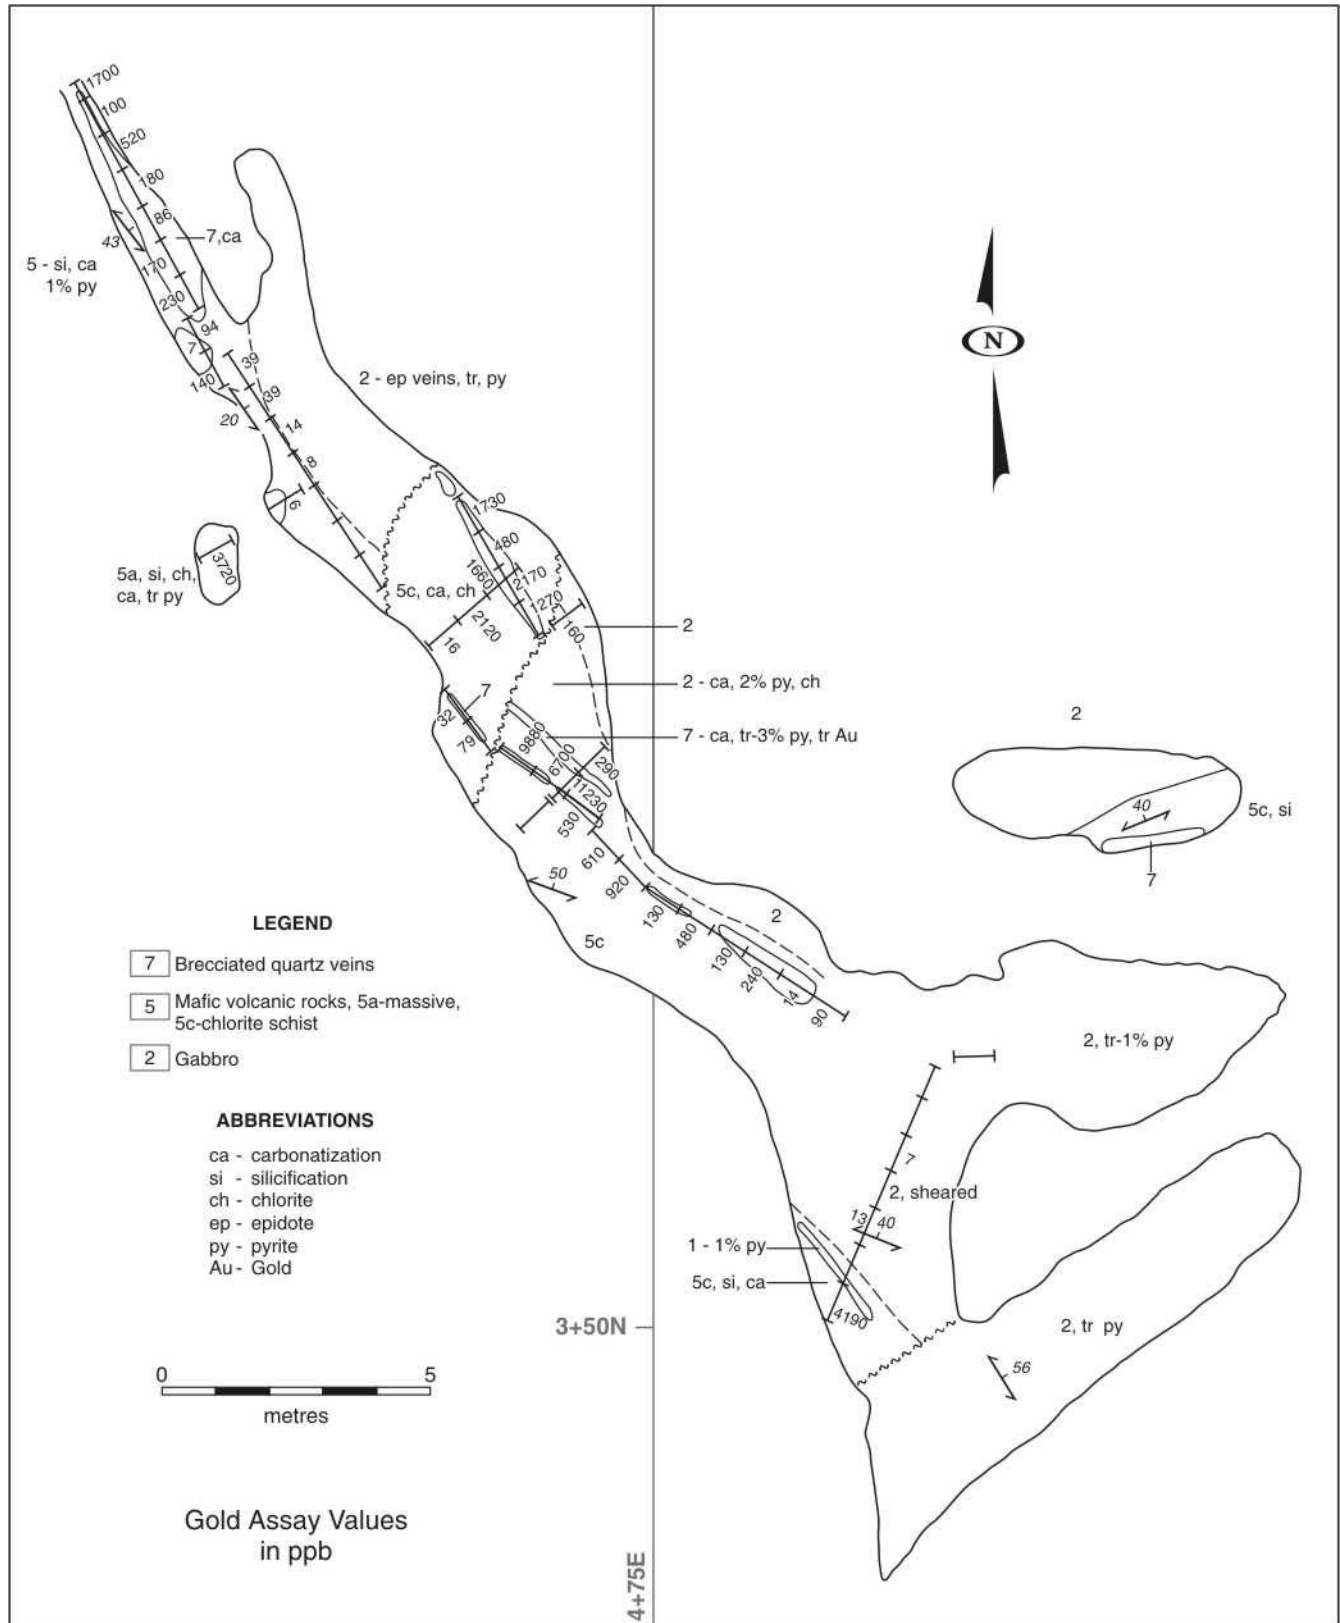 1700
100
520
180
86
7,ca
43
5 - si, ca
1% py
170
230
94
7
140
39
39
20
14
8
6
2 - ep veins, tr, py
N
3720
5a, si, ch,
ca, tr py
1730
480
1660
2170
5c, ca, ch
1270
2120
16
160
2
2 - ca, 2% py, ch
7
32
79
9880
7 - ca, tr-3% py, tr Au
6700
290
11230
530
610
920
130
480
130
240
14
90
50
5c
2
2
40
5c, si
7
LEGEND
7 Brecciated quartz veins
5 Mafic volcanic rocks, 5a-massive,
5c-chlorite schist
2 Gabbro
ABBREVIATIONS
ca - carbonatization
si - silicification
ch - chlorite
ep - epidote
py - pyrite
Au - Gold
2, tr-1% py
7
2, sheared
13
40
1 - 1% py
5c, si, ca
4190
3+50N
2, tr py
56
0 5
metres
Gold Assay Values
in ppb
4+75E